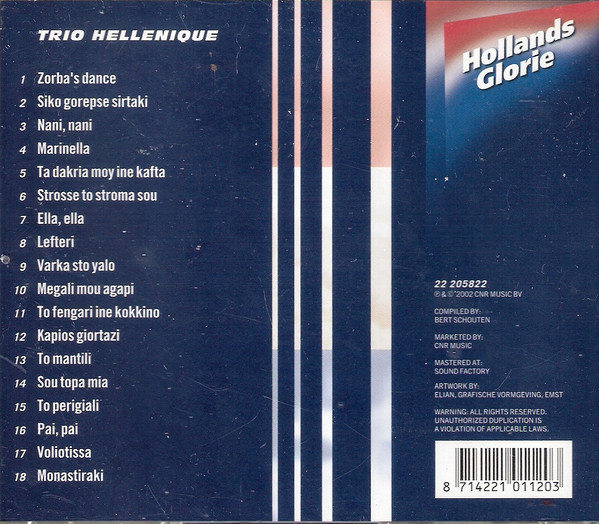 TRIO HELLENIQUE
1 Zorba's dance
2 Siko gorepse sirtaki
3 Nani, nani
4 Marinella
5 Ta dakria moy ine kafta
6 Strosse to stroma sou
7 Ella, ella
8 Lefteri
9 Varka sto yalo
10 Megali mou agapi
11 To fengari ine kokkino
12 Kapios giortazi
13 To mantili
14 Sou topa mia
15 To perigiali
16 Pai, pai
17 Voliotissa
18 Monastiraki
Hollands
Glorie
22 205822
℗ & © 2002 CNR MUSIC BV
COMPILED BY:
BERT SCHOUTEN
MARKETED BY:
CNR MUSIC
MASTERED AT:
SOUND FACTORY
ARTWORK BY:
ELIAN, GRAFISCHE VORMGEVING, EMST
WARNING: ALL RIGHTS RESERVED.
UNAUTHORIZED DUPLICATION IS
A VIOLATION OF APPLICABLE LAWS.
8 714221 011203